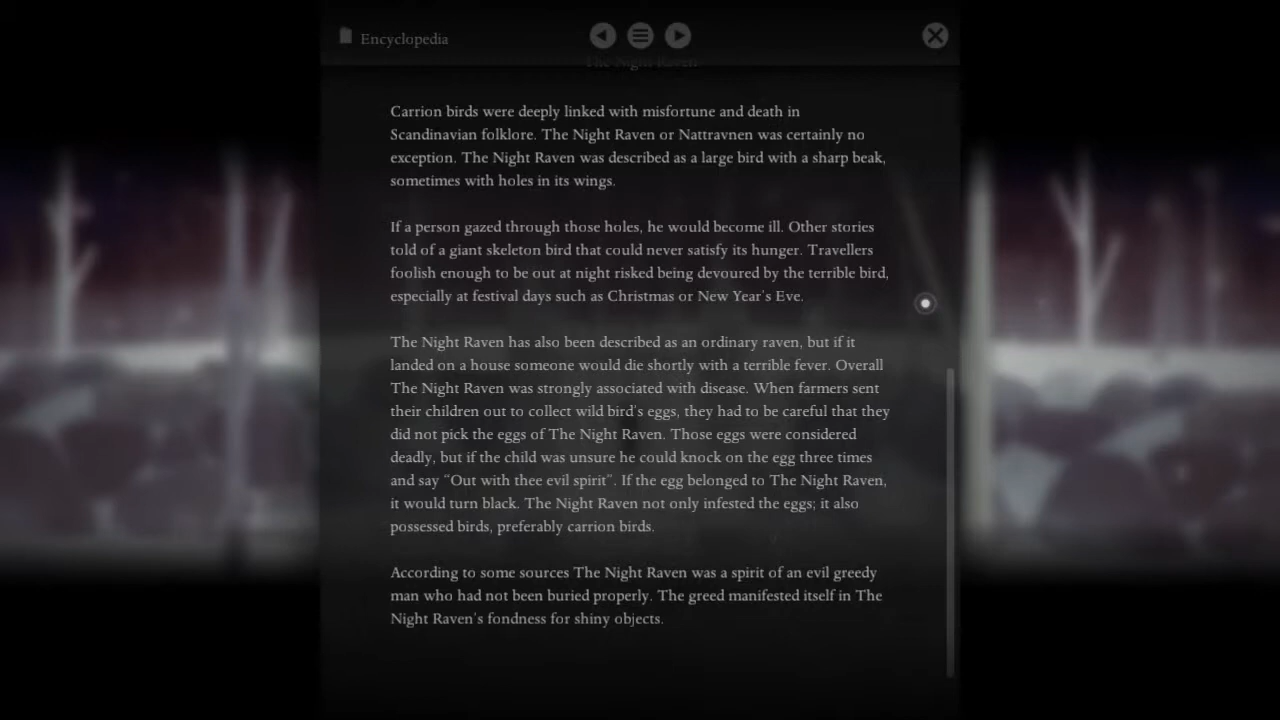 Encyclopedia
The Night Raven
Carrion birds were deeply linked with misfortune and death in
Scandinavian folklore. The Night Raven or Nattravnen was certainly no
exception. The Night Raven was described as a large bird with a sharp beak,
sometimes with holes in its wings.
If a person gazed through those holes, he would become ill. Other stories
told of a giant skeleton bird that could never satisfy its hunger. Travellers
foolish enough to be out at night risked being devoured by the terrible bird,
especially at festival days such as Christmas or New Year's Eve.
The Night Raven has also been described as an ordinary raven, but if it
landed on a house someone would die shortly with a terrible fever. Overall
The Night Raven was strongly associated with disease. When farmers sent
their children out to collect wild bird's eggs, they had to be careful that they
did not pick the eggs of The Night Raven. Those eggs were considered
deadly, but if the child was unsure he could knock on the egg three times
and say "Out with thee evil spirit". If the egg belonged to The Night Raven,
it would turn black. The Night Raven not only infested the eggs; it also
possessed birds, preferably carrion birds.
According to some sources The Night Raven was a spirit of an evil greedy
man who had not been buried properly. The greed manifested itself in The
Night Raven's fondness for shiny objects.